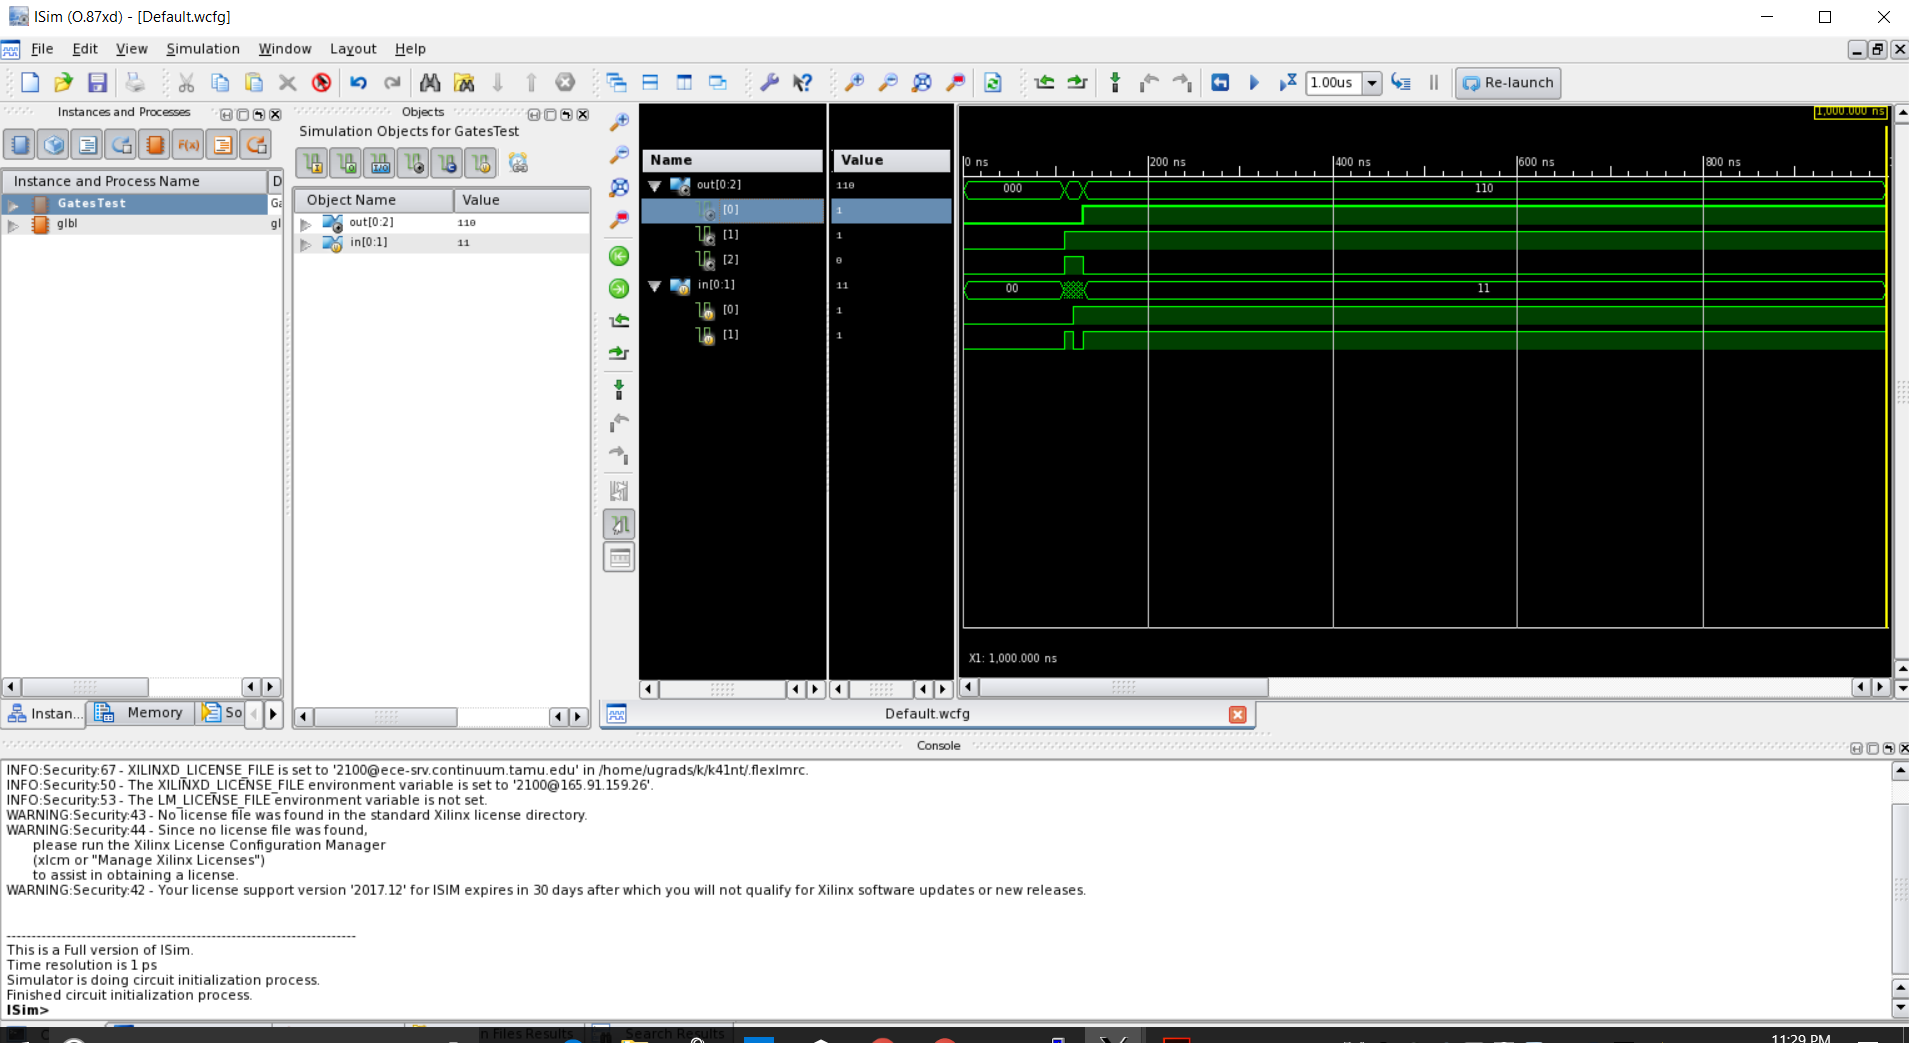 ISim (O.87xd) - [Default.wcfg]
File Edit View Simulation Window Layout Help
1.00us
Re-launch
Instances and Processes
Objects
Simulation Objects for GatesTest
F(x)
Instance and Process Name
D
GatesTest
Ga
glbl
gl
Object Name
Value
out[0:2]
110
in[0:1]
11
Name
Value
out[0:2]
110
[0]
1
[1]
1
[2]
0
in[0:1]
11
[0]
1
[1]
1
1,000.000 ns
0 ns
200 ns
400 ns
600 ns
800 ns
000
110
00
11
X1: 1,000.000 ns
Instan...
Memory
So
Default.wcfg
Console
INFO:Security:67 - XILINXD_LICENSE_FILE is set to '2100@ece-srv.continuum.tamu.edu' in /home/ugrads/k/k41nt/.flexlmrc.
INFO:Security:50 - The XILINXD_LICENSE_FILE environment variable is set to '2100@165.91.159.26'.
INFO:Security:53 - The LM_LICENSE_FILE environment variable is not set.
WARNING:Security:43 - No license file was found in the standard Xilinx license directory.
WARNING:Security:44 - Since no license file was found,
please run the Xilinx License Configuration Manager
(xlcm or "Manage Xilinx Licenses")
to assist in obtaining a license.
WARNING:Security:42 - Your license support version '2017.12' for ISIM expires in 30 days after which you will not qualify for Xilinx software updates or new releases.
----------------------------------------------------------------------
This is a Full version of ISim.
Time resolution is 1 ps
Simulator is doing circuit initialization process.
Finished circuit initialization process.
ISim>
n Files Results
Search Results
11:29 PM